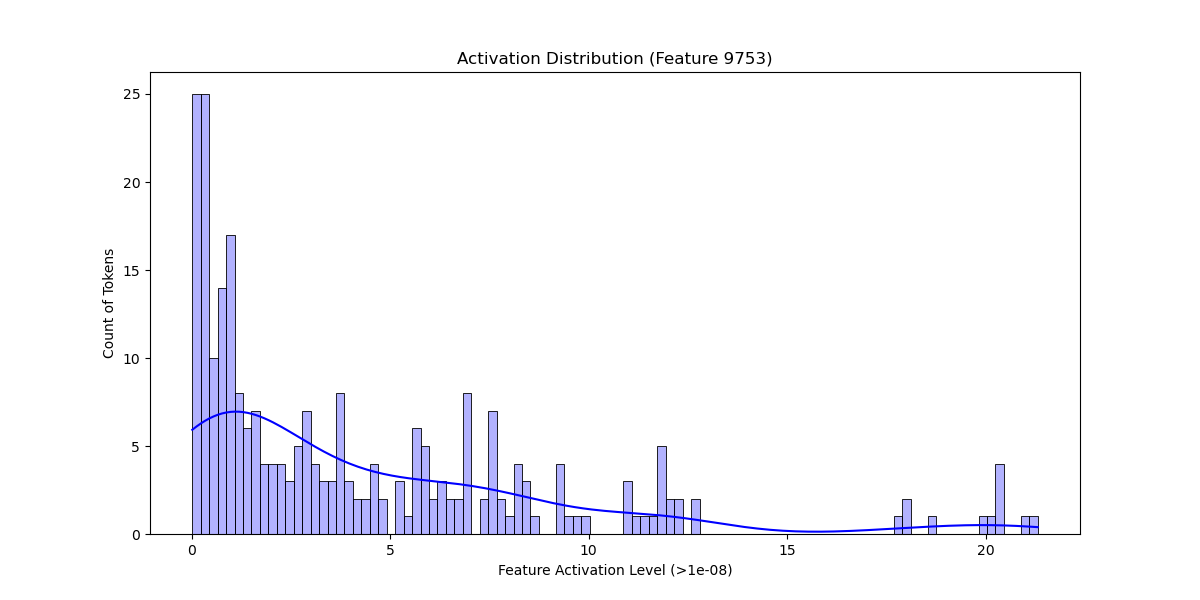 Activation Distribution (Feature 9753)
25
20
15
10
5
0
Count of Tokens
0 5 10 15 20
Feature Activation Level (>1e-08)